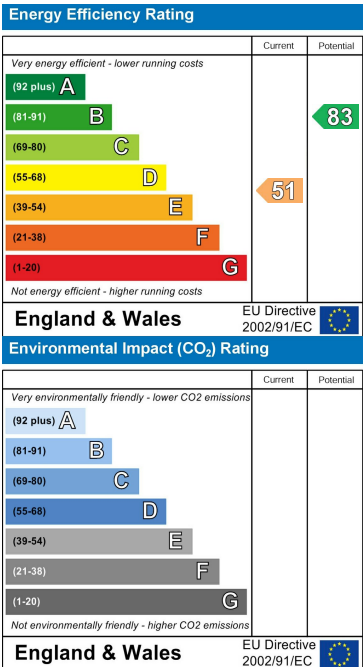 Energy Efficiency Rating
Current Potential
Very energy efficient - lower running costs
(92 plus) A
(81-91) B
83
(69-80) C
(55-68) D
(39-54) E
51
(21-38) F
(1-20) G
Not energy efficient - higher running costs
England & Wales
EU Directive
2002/91/EC
Environmental Impact (CO₂) Rating
Current Potential
Very environmentally friendly - lower CO2 emissions
(92 plus) A
(81-91) B
(69-80) C
(55-68) D
(39-54) E
(21-38) F
(1-20) G
Not environmentally friendly - higher CO2 emissions
England & Wales
EU Directive
2002/91/EC